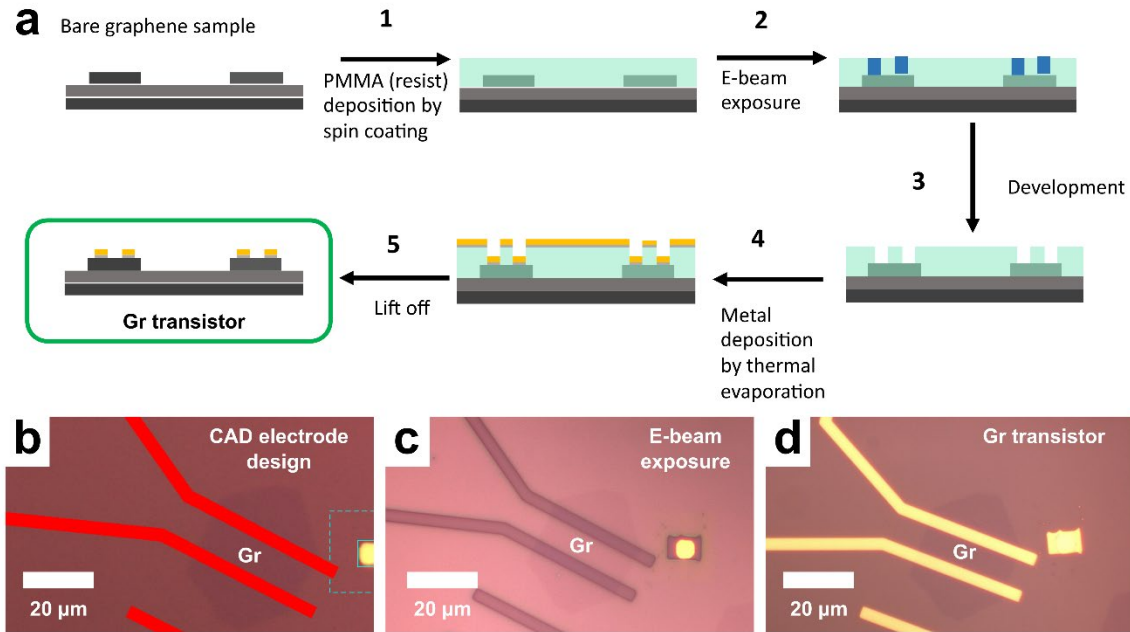 a
Bare graphene sample
1
PMMA (resist)
deposition by
spin coating
2
E-beam
exposure
3
Development
4
Metal
deposition
by thermal
evaporation
5
Lift off
Gr transistor
b
CAD electrode
design
Gr
20 µm
c
E-beam
exposure
Gr
20 µm
d
Gr transistor
Gr
20 µm